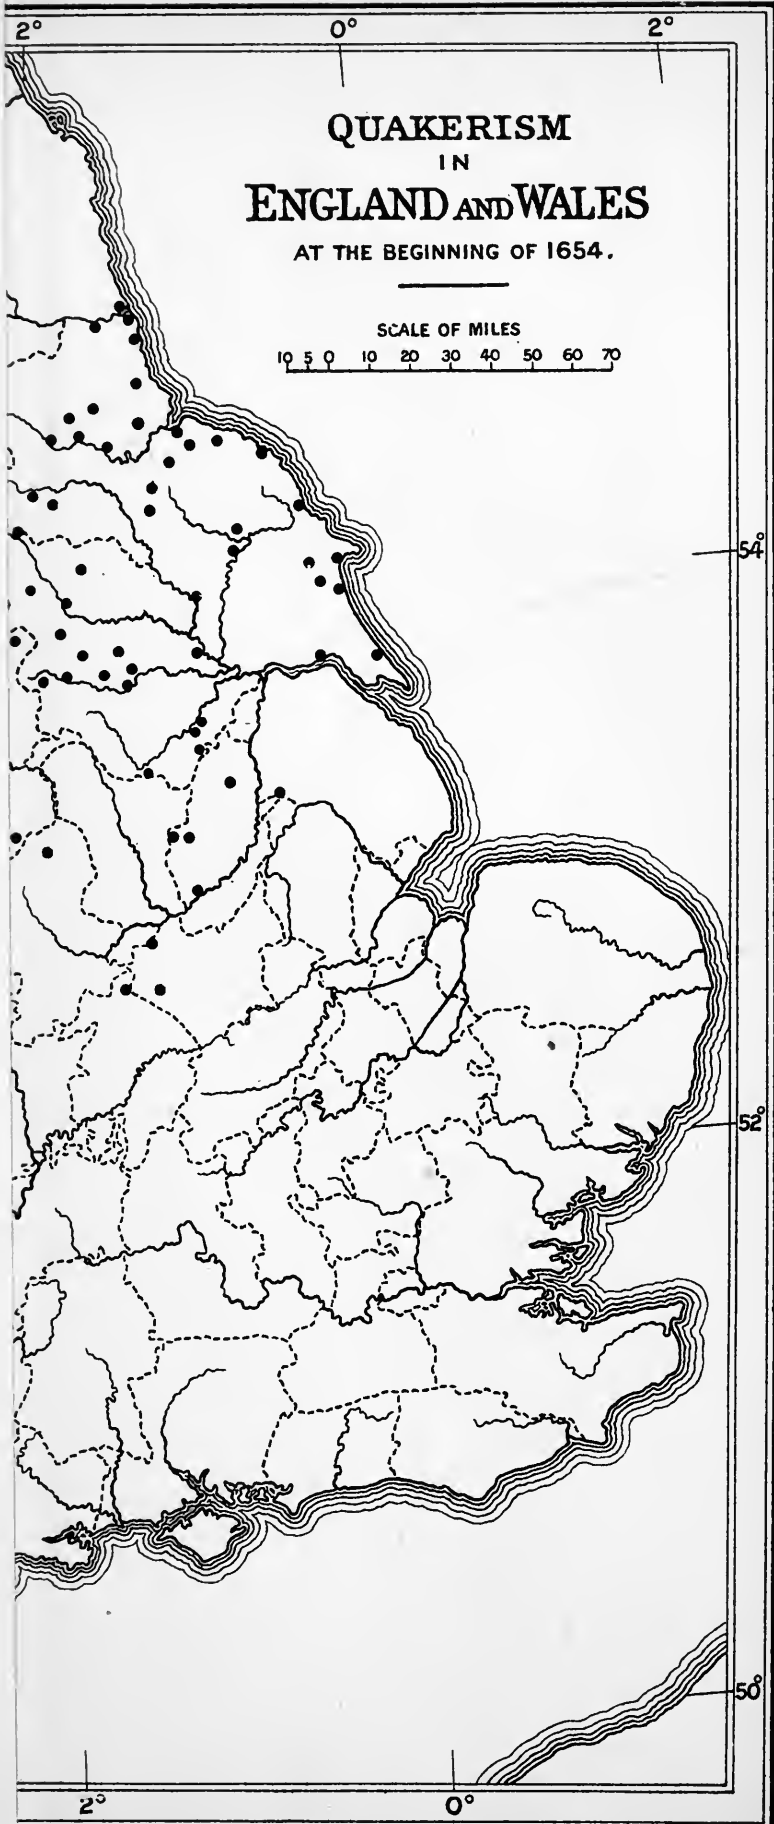 2° 0° 2°
QUAKERISM
IN
ENGLAND AND WALES
AT THE BEGINNING OF 1654.
SCALE OF MILES
10 5 0 10 20 30 40 50 60 70
54°
52°
50°
2° 0°